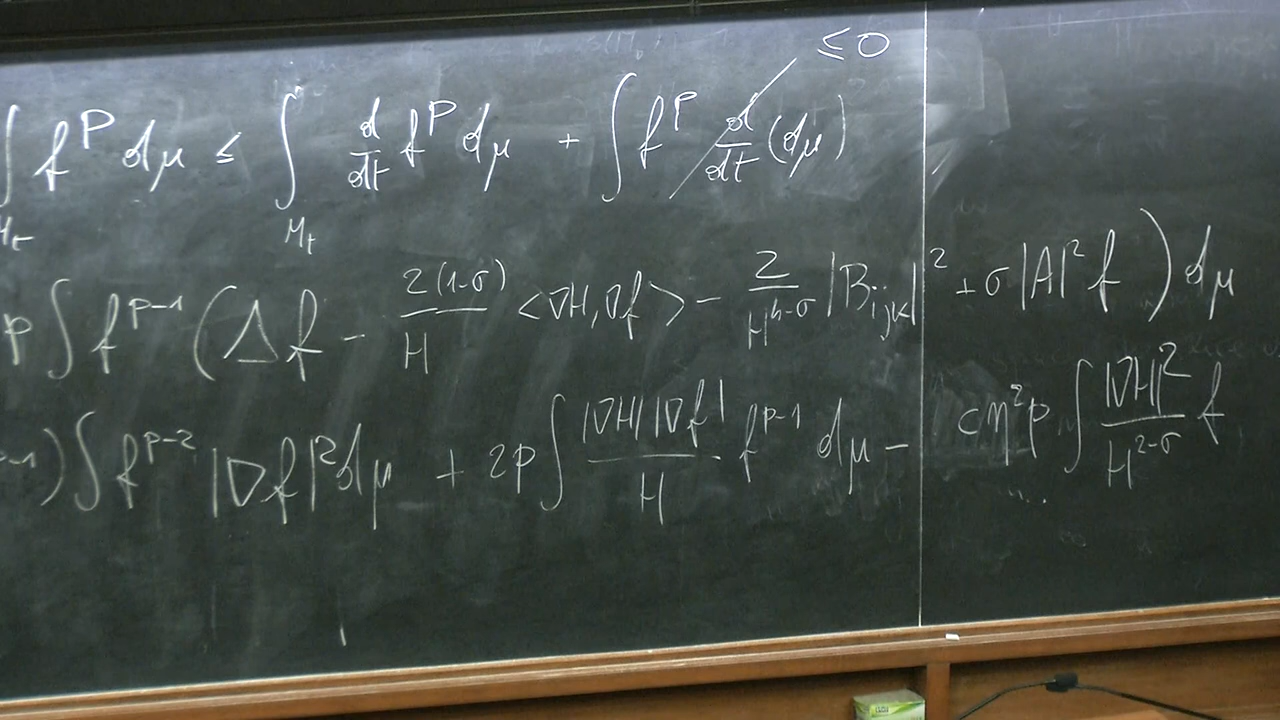 ≤ 0
∫_{M_t} f^p dμ ≤ ∫_{M_t} d/dt f^p dμ + ∫ f^p d/dt (dμ)
p ∫ f^{p-1} ( Δf - 2(1-σ)/H <∇H, ∇f> - 2/H^{4-σ} |B_{ijk}|^2 + σ|A|^2 f ) dμ
-1) ∫ f^{p-2} |∇f|^2 dμ + 2p ∫ |∇H||∇f|/H f^{p-1} dμ - cη^2 p ∫ |∇H|^2/H^{2-σ} f
....